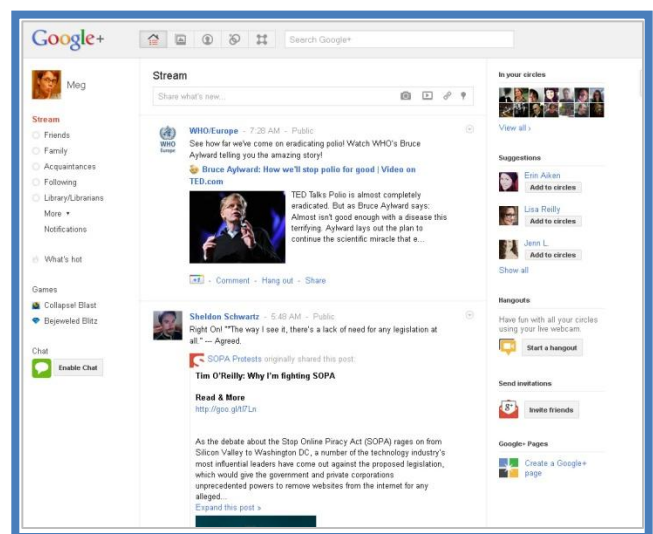 Google+
Search Google+
Meg
Stream
Friends
Family
Acquaintances
Following
Library/Librarians
More
Notifications
What's hot
Games
Collapse! Blast
Bejeweled Blitz
Chat
Enable Chat
Stream
Share what's new...
WHO
Europe
WHO/Europe - 7:28 AM - Public
See how far we've come on eradicating polio! Watch WHO's Bruce
Aylward telling you the amazing story!
Bruce Aylward: How we'll stop polio for good | Video on
TED.com
TED Talks Polio is almost completely
eradicated. But as Bruce Aylward says:
Almost isn't good enough with a disease this
terrifying. Aylward lays out the plan to
continue the scientific miracle that e...
+1 - Comment - Hang out - Share
Sheldon Schwartz - 5:48 AM - Public
Right On! ""The way I see it, there's a lack of need for any legislation at
all." --- Agreed.
SOPA Protests originally shared this post:
Tim O'Reilly: Why I'm fighting SOPA
Read & More
http://goo.gl/tl7Ln
As the debate about the Stop Online Piracy Act (SOPA) rages on from
Silicon Valley to Washington DC, a number of the technology industry's
most influential leaders have come out against the proposed legislation,
which would give the government and private corporations
unprecedented powers to remove websites from the internet for any
alleged...
Expand this post »
In your circles
View all ›
Suggestions
Erin Aiken
Add to circles
Lisa Reilly
Add to circles
Jenn L.
Add to circles
Show all
Hangouts
Have fun with all your circles
using your live webcam.
Start a hangout
Send invitations
g+
Invite friends
Google+ Pages
Create a Google+
page